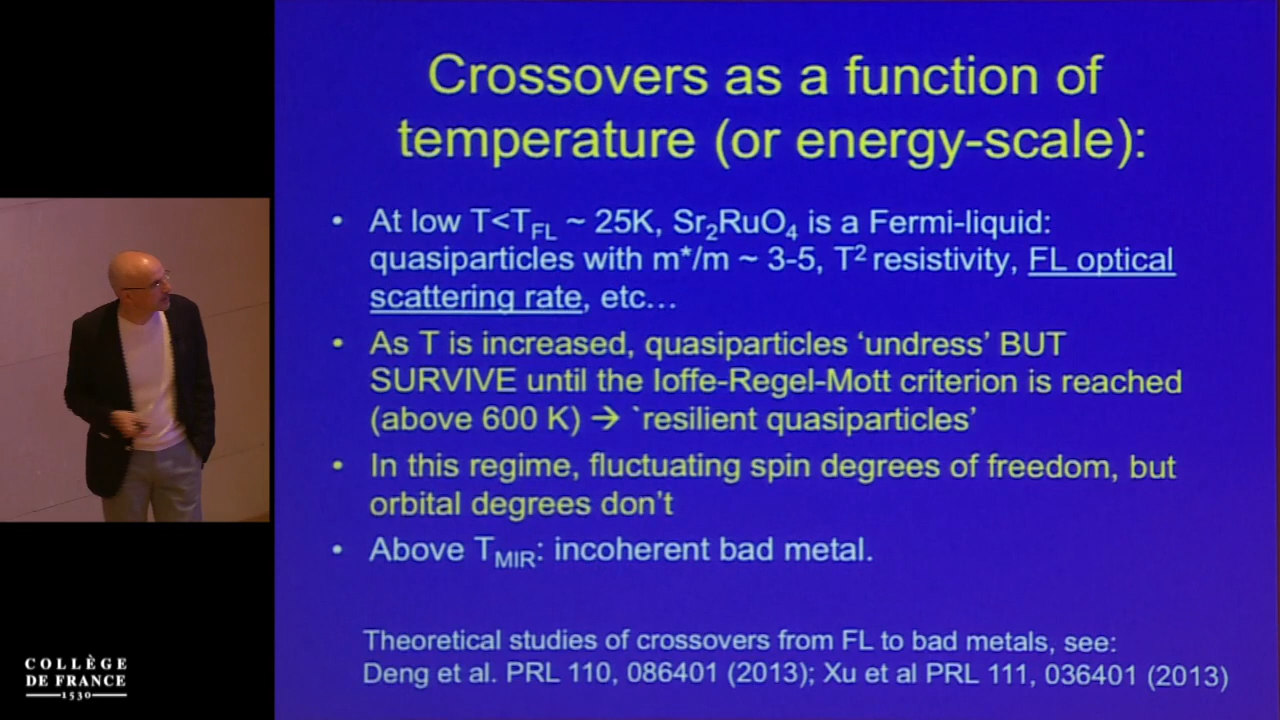 Crossovers as a function of
temperature (or energy-scale):
• At low T<T_FL ~ 25K, Sr₂RuO₄ is a Fermi-liquid:
quasiparticles with m*/m ~ 3-5, T² resistivity, FL optical
scattering rate, etc…
• As T is increased, quasiparticles ‘undress’ BUT
SURVIVE until the Ioffe-Regel-Mott criterion is reached
(above 600 K) → `resilient quasiparticles’
• In this regime, fluctuating spin degrees of freedom, but
orbital degrees don’t
• Above T_MIR: incoherent bad metal.
Theoretical studies of crossovers from FL to bad metals, see:
Deng et al. PRL 110, 086401 (2013); Xu et al PRL 111, 036401 (2013)
COLLÈGE
DE FRANCE
1530